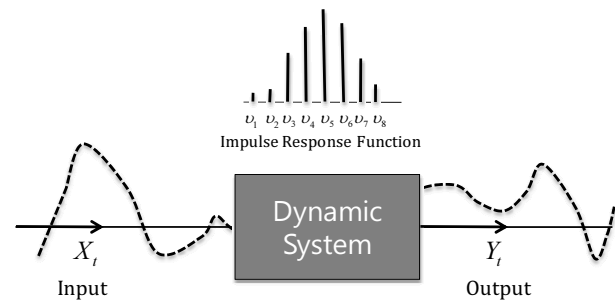 υ₁ υ₂ υ₃ υ₄ υ₅ υ₆ υ₇ υ₈
Impulse Response Function
Dynamic
System
Xₜ
Yₜ
Input
Output